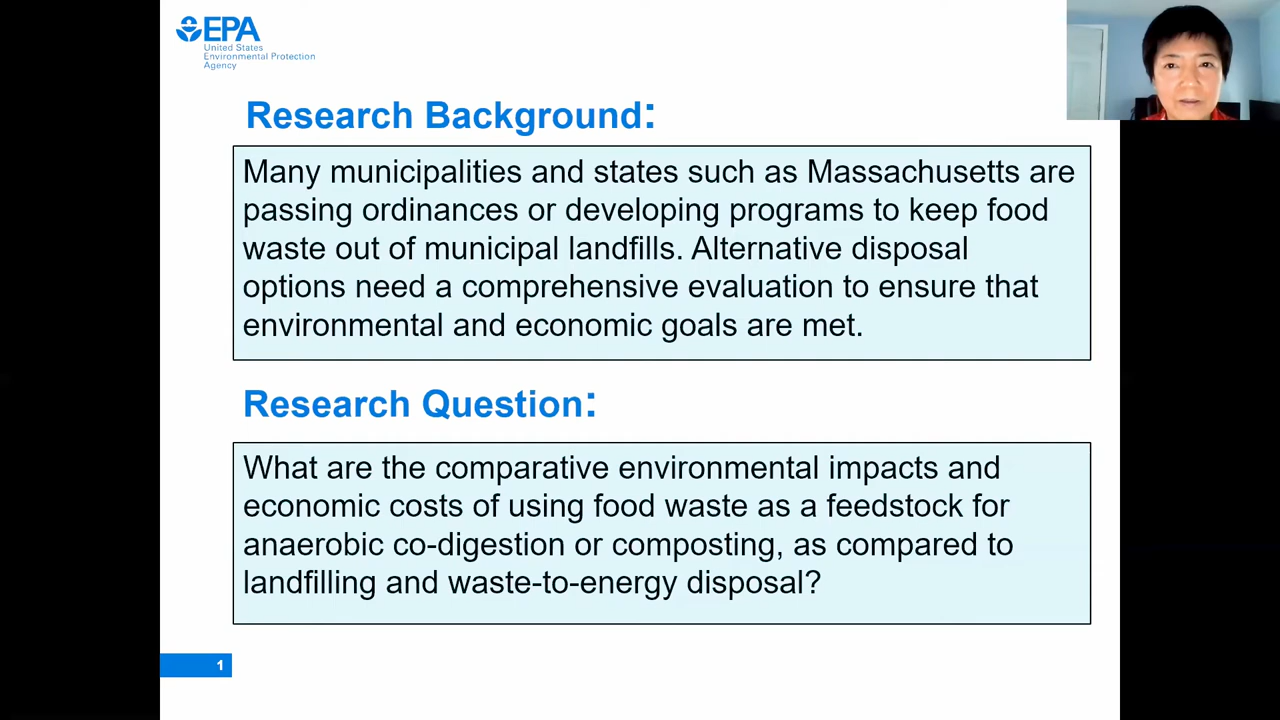 EPA
United States
Environmental Protection
Agency
Research Background:
Many municipalities and states such as Massachusetts are
passing ordinances or developing programs to keep food
waste out of municipal landfills. Alternative disposal
options need a comprehensive evaluation to ensure that
environmental and economic goals are met.
Research Question:
What are the comparative environmental impacts and
economic costs of using food waste as a feedstock for
anaerobic co-digestion or composting, as compared to
landfilling and waste-to-energy disposal?
1